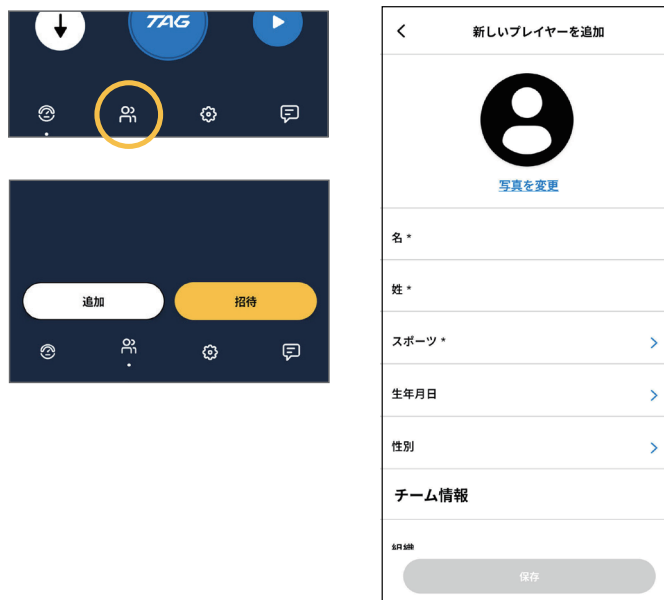 TAG
追加
招待
新しいプレイヤーを追加
写真を変更
名 *
姓 *
スポーツ *
生年月日
性別
チーム情報
組織
保存